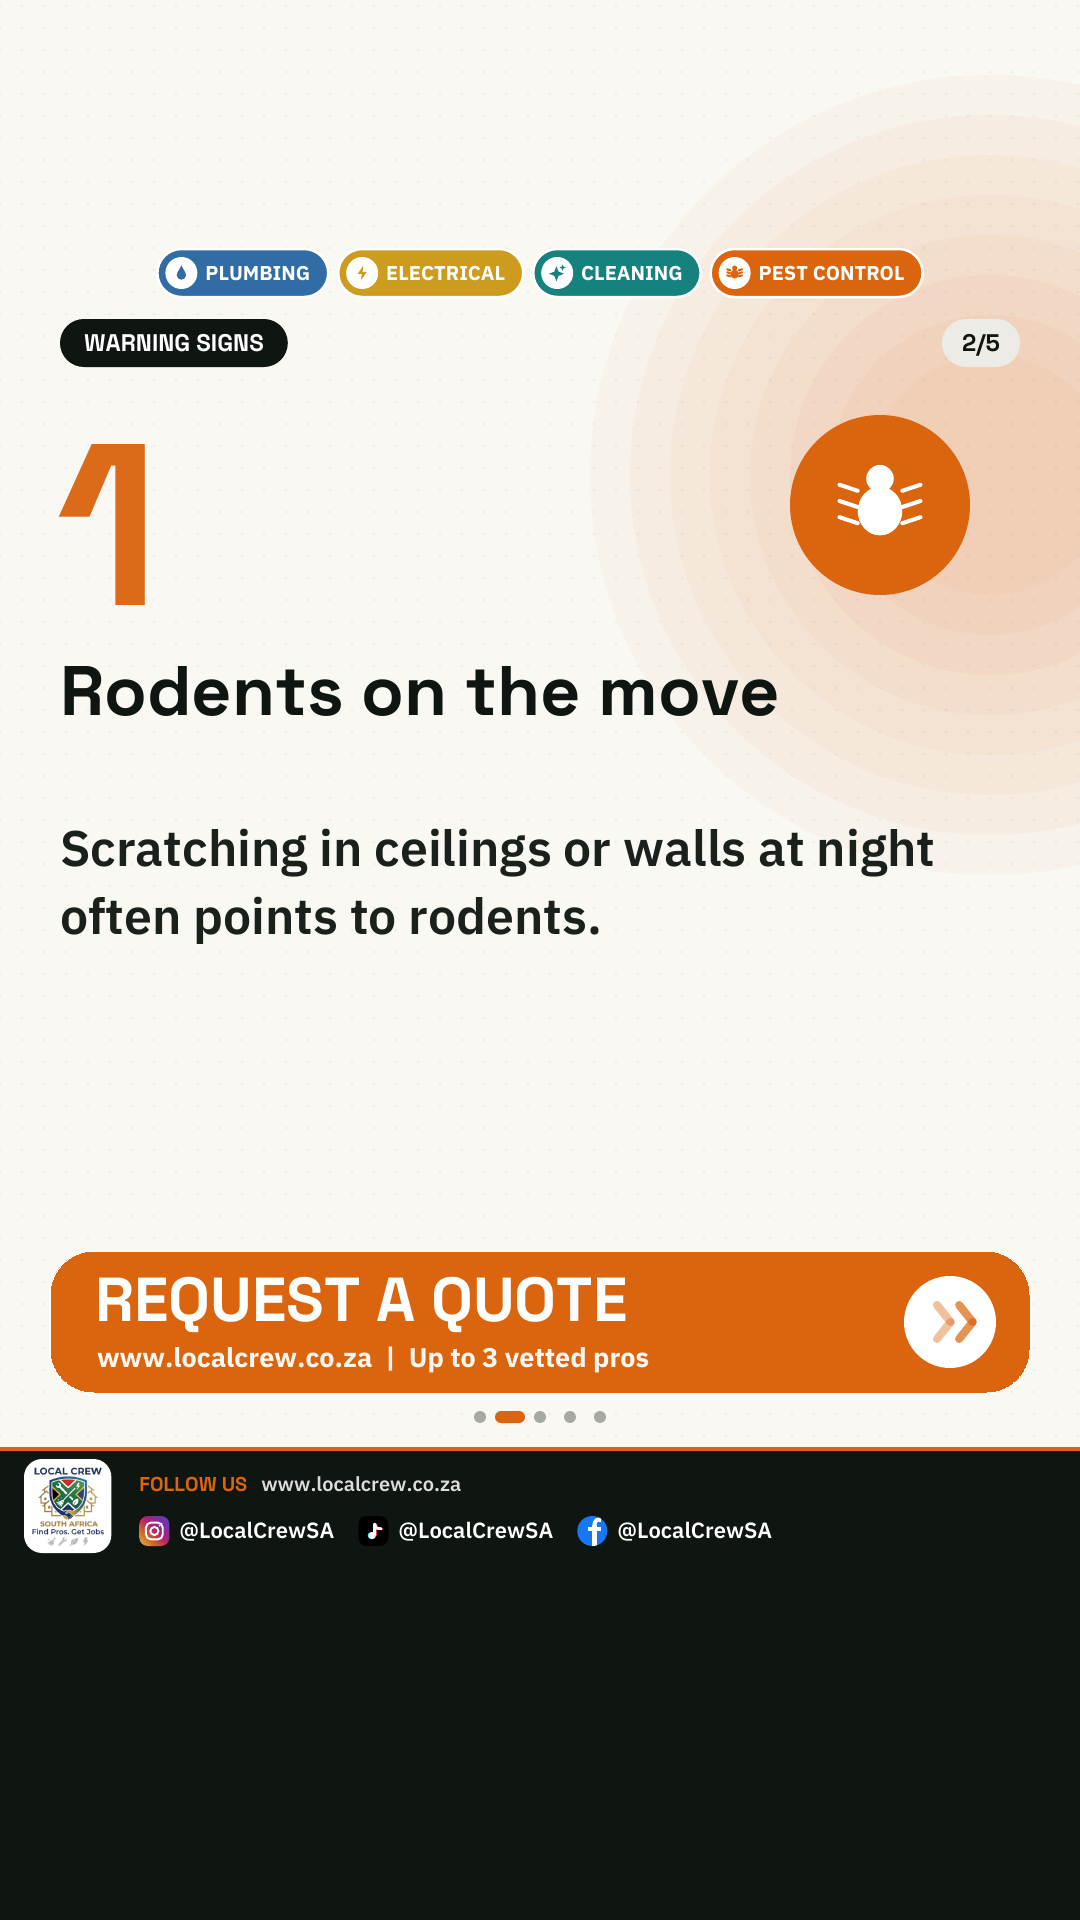 PLUMBING
ELECTRICAL
CLEANING
PEST CONTROL
WARNING SIGNS
2/5
1
Rodents on the move
Scratching in ceilings or walls at night
often points to rodents.
REQUEST A QUOTE
www.localcrew.co.za | Up to 3 vetted pros
LOCAL CREW
SOUTH AFRICA
Find Pros. Get Jobs
FOLLOW US www.localcrew.co.za
@LocalCrewSA @LocalCrewSA @LocalCrewSA